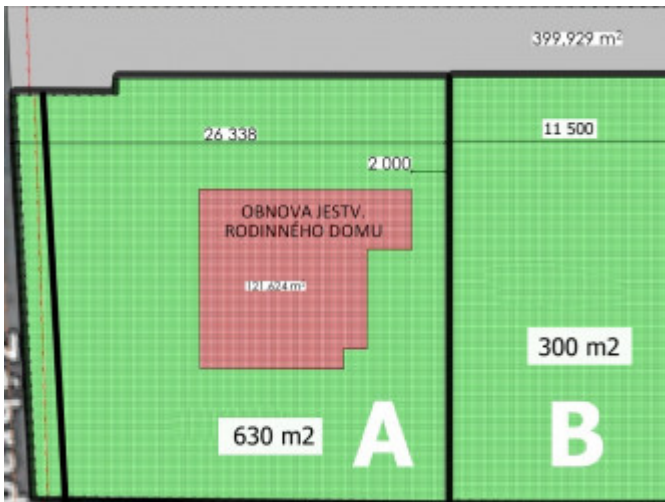 399,929 m²
26 338
11 500
2 000
OBNOVA JESTV.
RODINNÉHO DOMU
121,624 m²
300 m2
630 m2
A
B